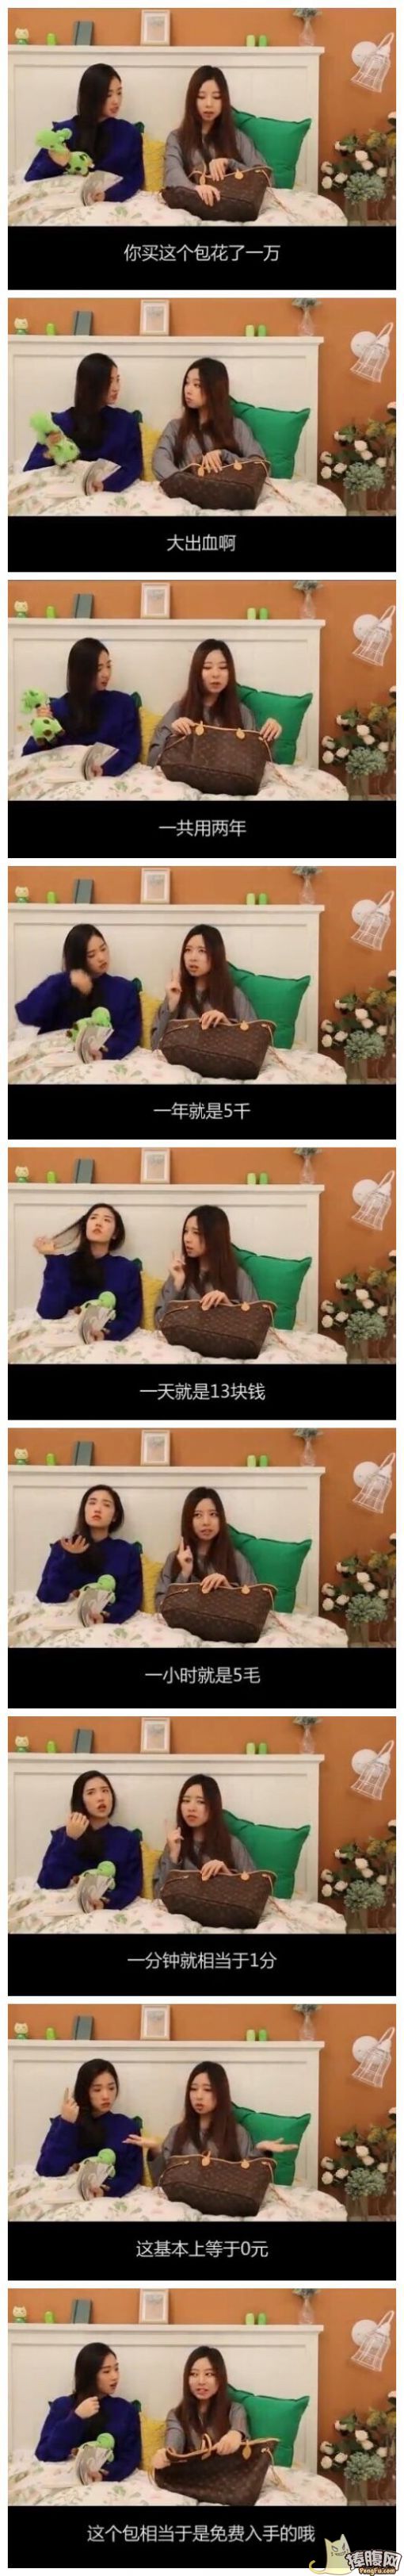 你买这个包花了一万
大出血啊
一共用两年
一年就是5千
一天就是13块钱
一小时就是5毛
一分钟就相当于1分
这基本上等于0元
这个包相当于是免费入手的哦
捧腹网
PengFu.com